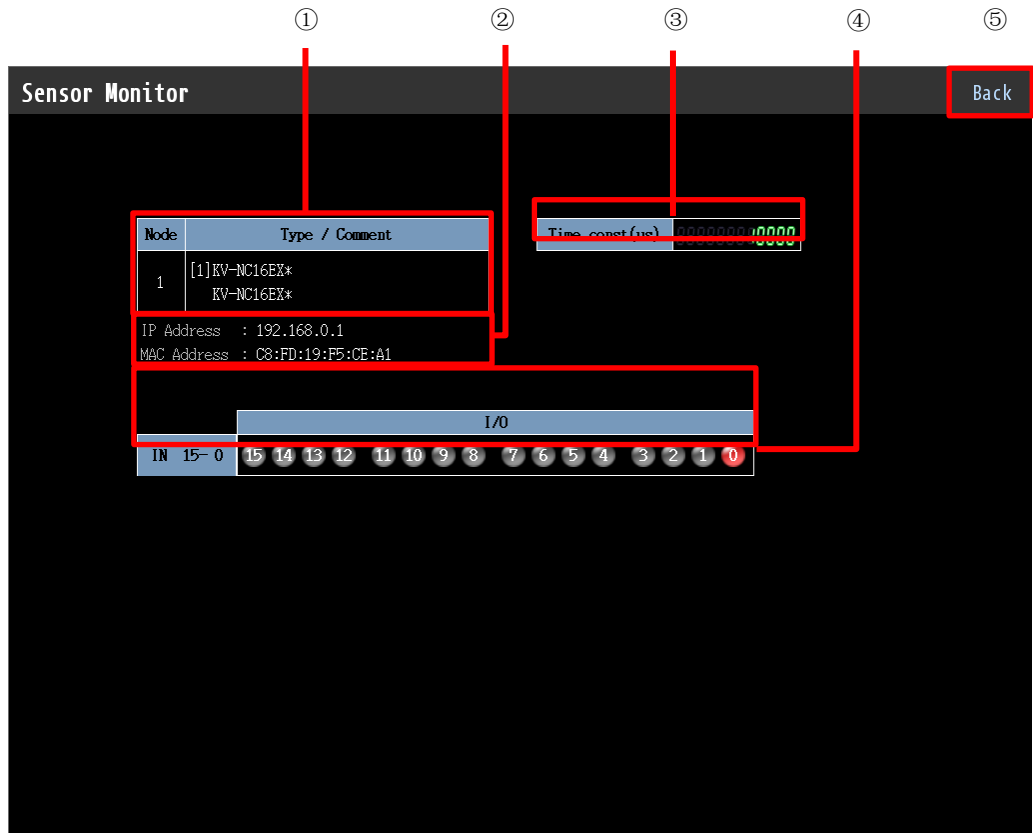 ① ② ③ ④ ⑤
Sensor Monitor Back
Node Type / Comment Time const(us) 10000
1 [1]KV-NC16EX*
KV-NC16EX*
IP Address : 192.168.0.1
MAC Address : C8:FD:19:F5:CE:A1
I/O
IN 15- 0 15 14 13 12 11 10 9 8 7 6 5 4 3 2 1 0